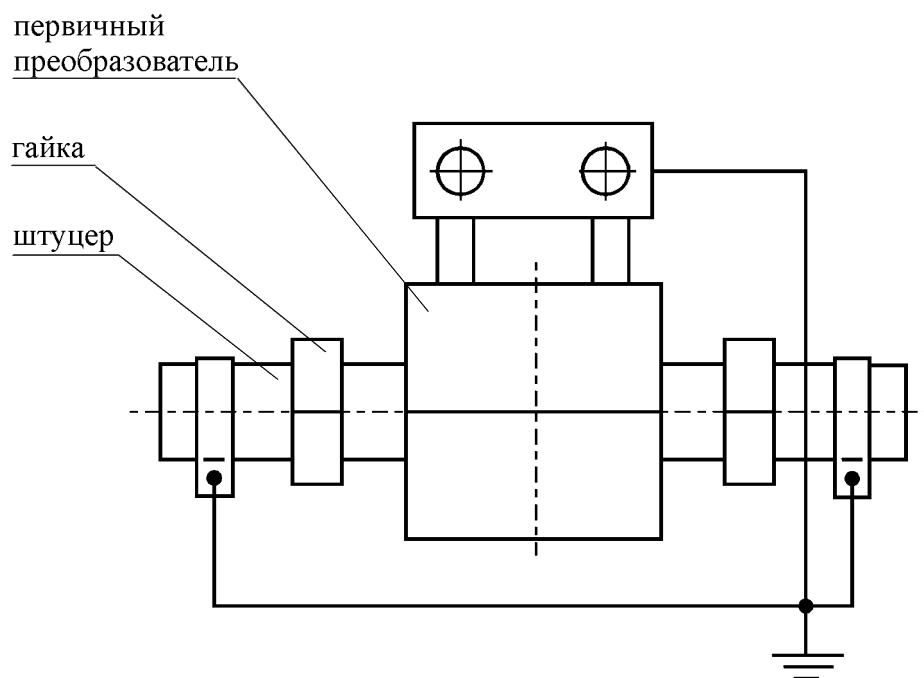 первичный
преобразователь
гайка
штуцер